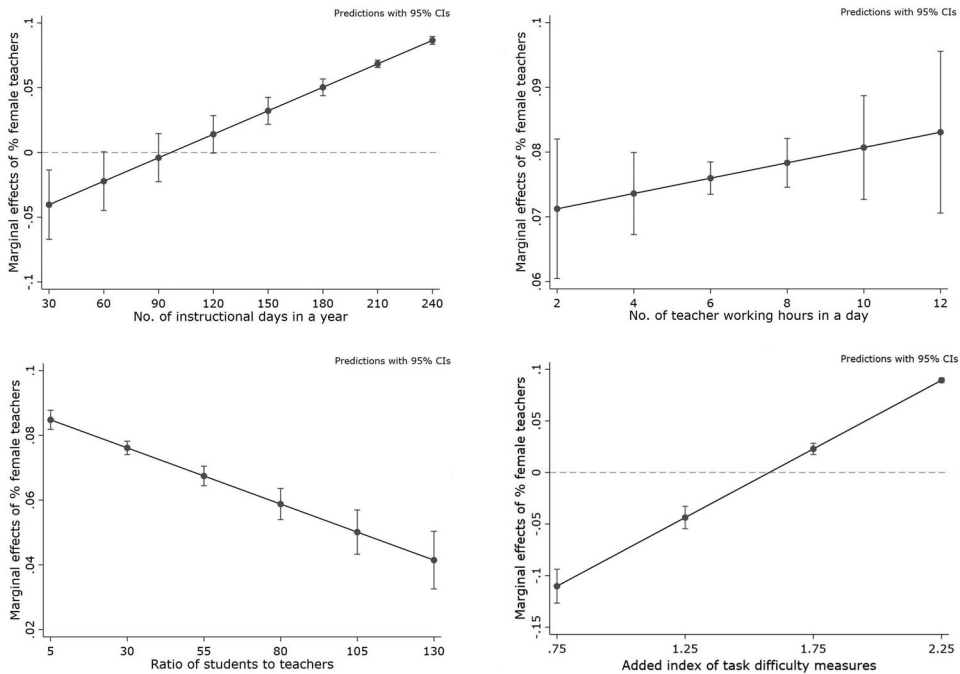 Predictions with 95% CIs
Marginal effects of % female teachers
.1
.05
0
-.05
-.1
30 60 90 120 150 180 210 240
No. of instructional days in a year
Predictions with 95% CIs
Marginal effects of % female teachers
.1
.09
.08
.07
.06
2 4 6 8 10 12
No. of teacher working hours in a day
Predictions with 95% CIs
Marginal effects of % female teachers
.1
.08
.06
.04
.02
5 30 55 80 105 130
Ratio of students to teachers
Predictions with 95% CIs
Marginal effects of % female teachers
.1
.05
0
-.05
-.1
-.15
.75 1.25 1.75 2.25
Added index of task difficulty measures